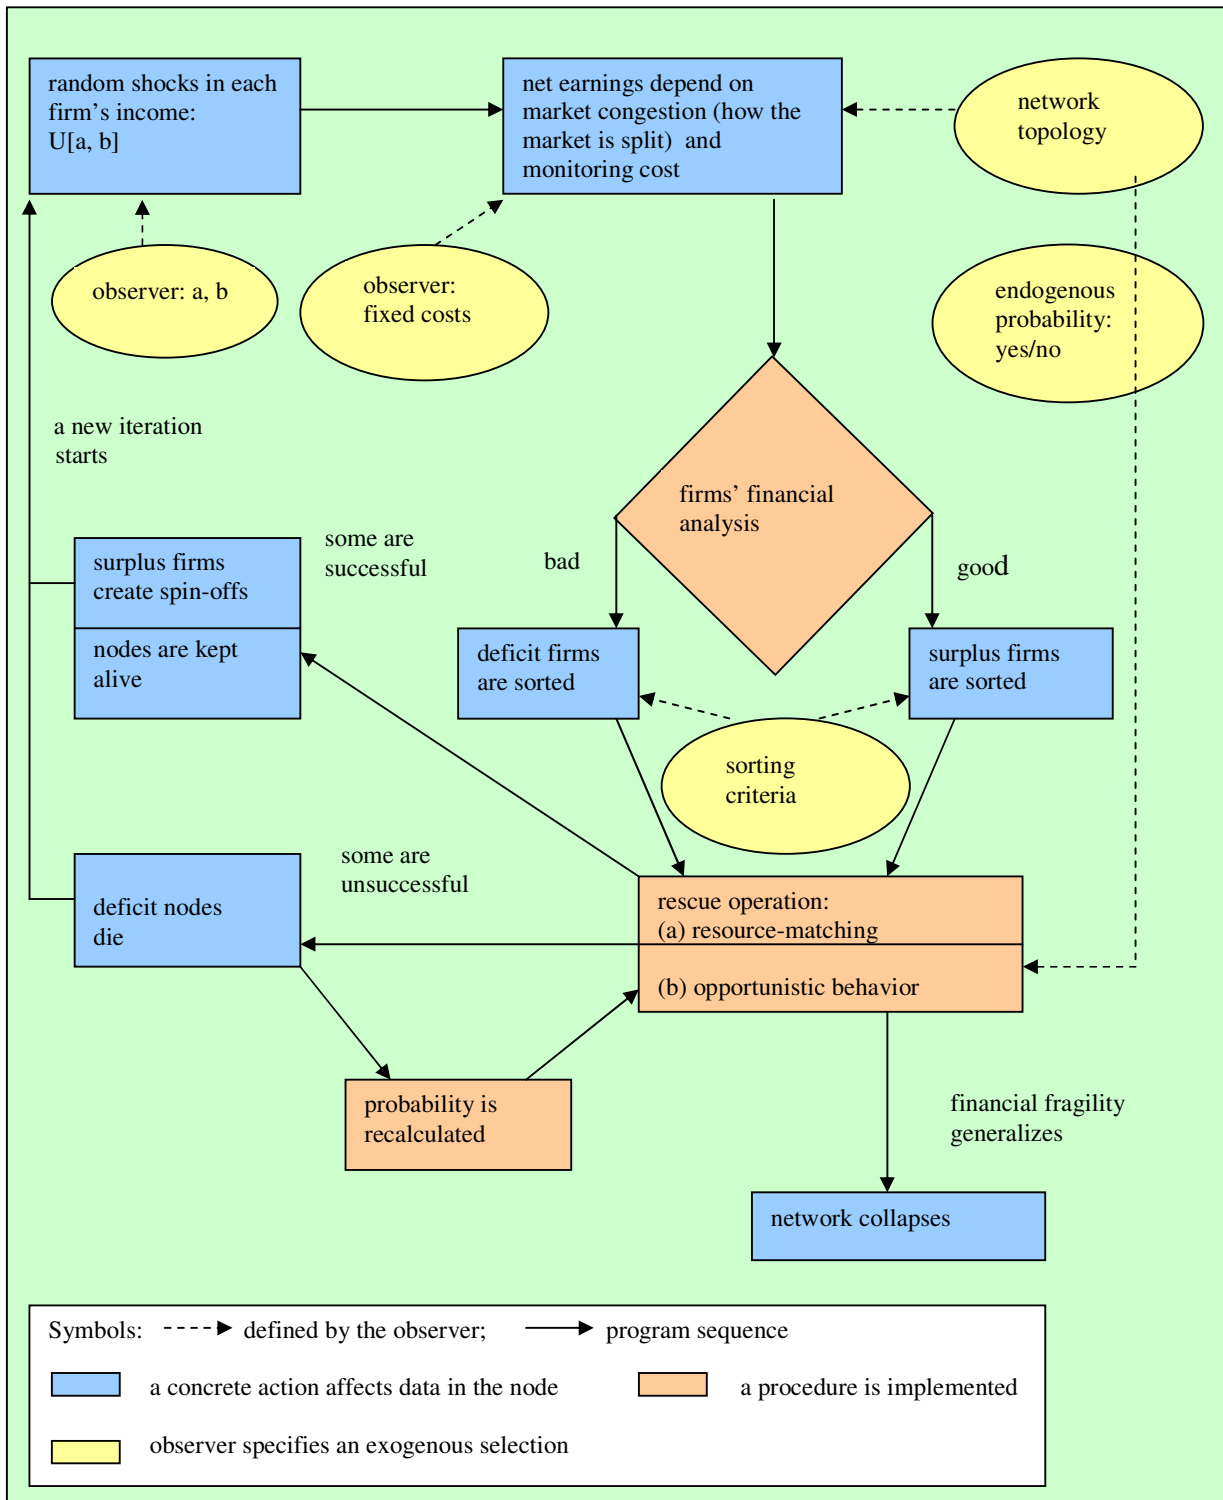 random shocks in each
firm's income:
U[a, b]
net earnings depend on
market congestion (how the
market is split) and
monitoring cost
network
topology
observer: a, b
observer:
fixed costs
endogenous
probability:
yes/no
a new iteration
starts
firms' financial
analysis
bad
good
surplus firms
create spin-offs
nodes are kept
alive
some are
successful
deficit firms
are sorted
surplus firms
are sorted
sorting
criteria
some are
unsuccessful
deficit nodes
die
rescue operation:
(a) resource-matching
(b) opportunistic behavior
probability is
recalculated
financial fragility
generalizes
network collapses
Symbols: defined by the observer; program sequence
a concrete action affects data in the node a procedure is implemented
observer specifies an exogenous selection